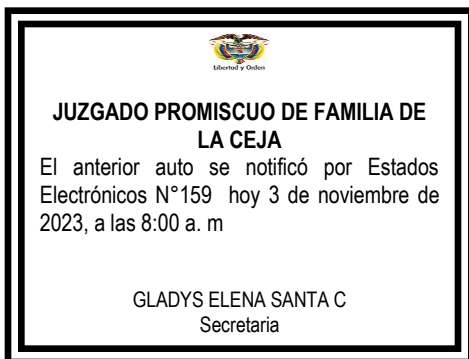 Libertad y Orden
JUZGADO PROMISCUO DE FAMILIA DE
LA CEJA
El anterior auto se notificó por Estados
Electrónicos N°159 hoy 3 de noviembre de
2023, a las 8:00 a. m
GLADYS ELENA SANTA C
Secretaria